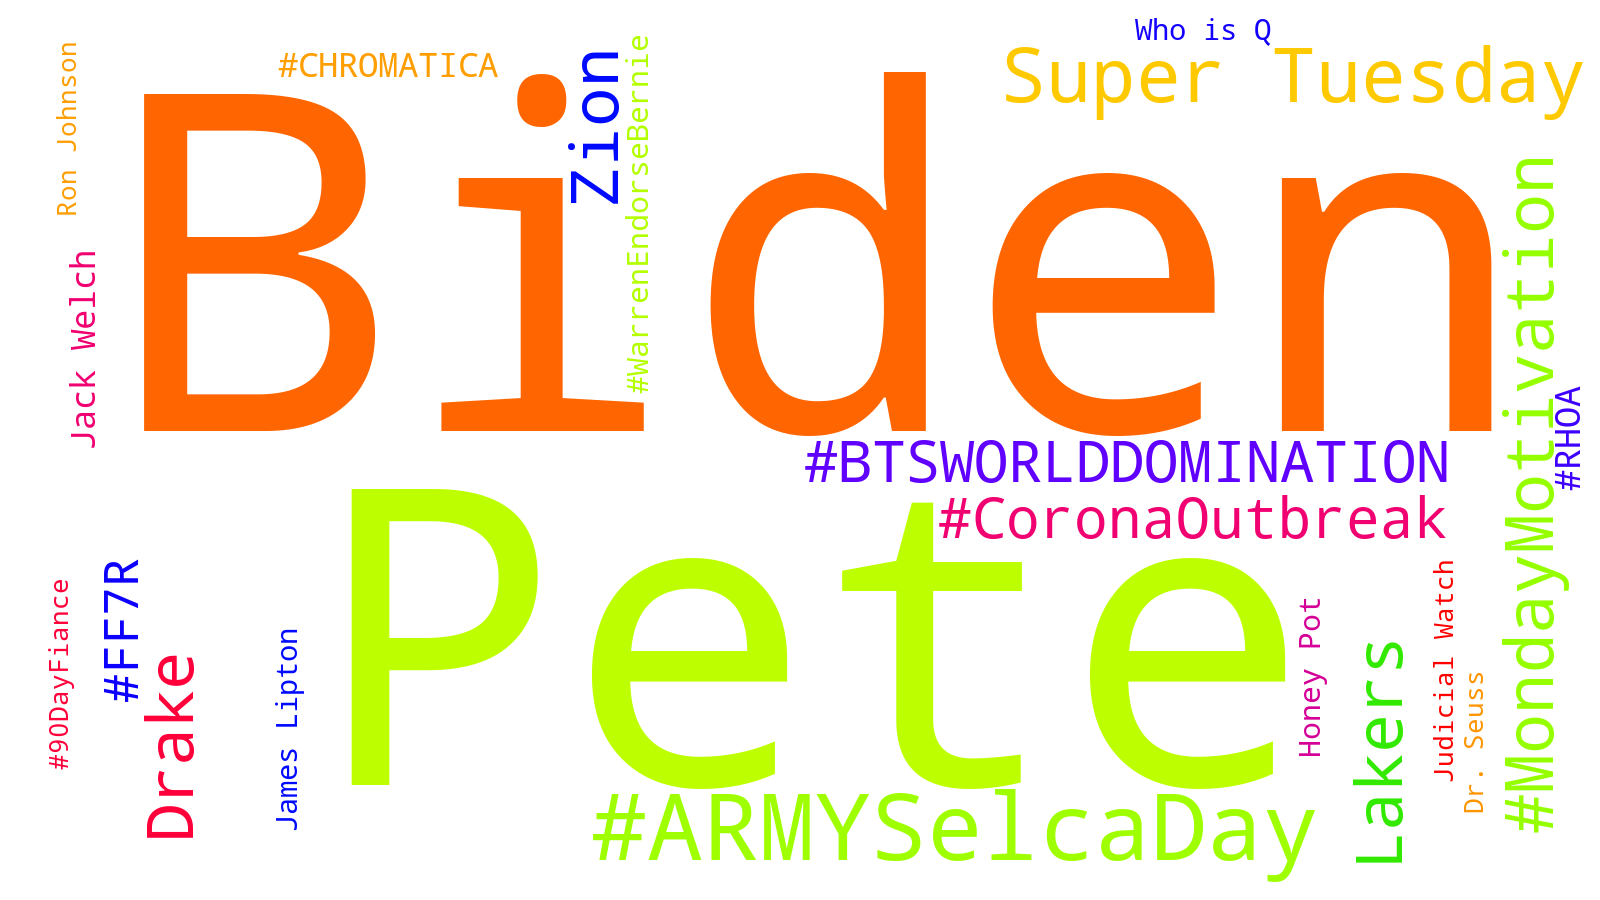 Who is Q
#CHROMATICA
Super Tuesday
Ron Johnson
Zion
#WarrenEndorseBernie
Biden
Jack Welch
#MondayMotivation
#RHOA
#BTSWORLDDOMINATION
#CoronaOutbreak
Pete
#90DayFiance
#FF7R
Drake
James Lipton
Honey Pot
Lakers
Judicial Watch
Dr. Seuss
#ARMYSelcaDay